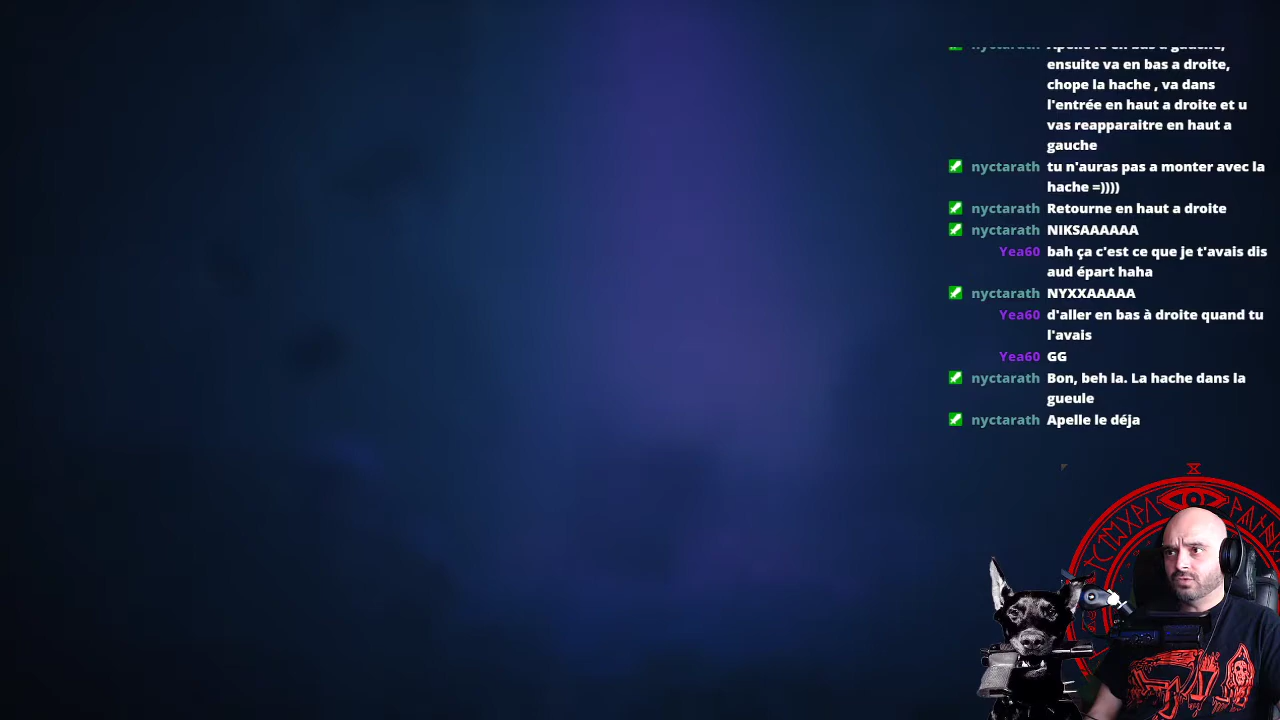 nyctarath
ensuite va en bas a droite,
chope la hache , va dans
l'entrée en haut a droite et u
vas reapparaitre en haut a
gauche
nyctarath tu n'auras pas a monter avec la
hache =))))
nyctarath Retourne en haut a droite
nyctarath NIKSAAAAAA
Yea60 bah ça c'est ce que je t'avais dis
aud épart haha
nyctarath NYXXAAAAA
Yea60 d'aller en bas à droite quand tu
l'avais
Yea60 GG
nyctarath Bon, beh la. La hache dans la
gueule
nyctarath Apelle le déja